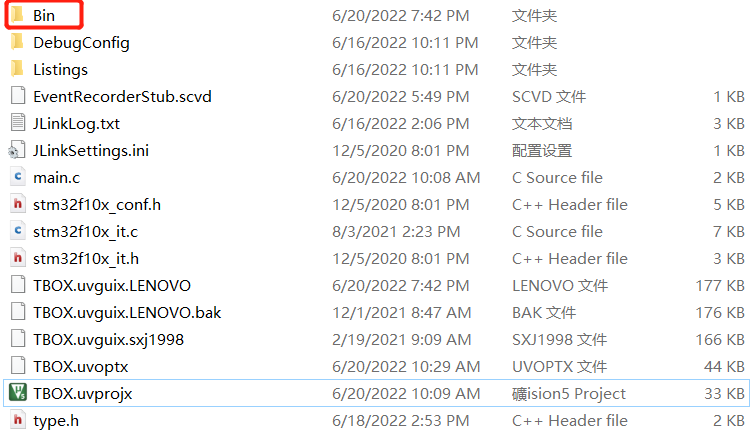 Bin 6/20/2022 7:42 PM 文件夹
DebugConfig 6/16/2022 10:11 PM 文件夹
Listings 6/16/2022 10:11 PM 文件夹
EventRecorderStub.scvd 6/20/2022 5:49 PM SCVD 文件 1 KB
JLinkLog.txt 6/16/2022 2:06 PM 文本文档 3 KB
JLinkSettings.ini 12/5/2020 8:01 PM 配置设置 1 KB
main.c 6/20/2022 10:08 AM C Source file 2 KB
stm32f10x_conf.h 12/5/2020 8:01 PM C++ Header file 5 KB
stm32f10x_it.c 8/3/2021 2:23 PM C Source file 7 KB
stm32f10x_it.h 12/5/2020 8:01 PM C++ Header file 3 KB
TBOX.uvguix.LENOVO 6/20/2022 7:42 PM LENOVO 文件 177 KB
TBOX.uvguix.LENOVO.bak 12/1/2021 8:47 AM BAK 文件 176 KB
TBOX.uvguix.sxj1998 2/19/2021 9:09 AM SXJ1998 文件 166 KB
TBOX.uvoptx 6/20/2022 10:29 AM UVOPTX 文件 44 KB
TBOX.uvprojx 6/20/2022 10:09 AM 礦ision5 Project 33 KB
type.h 6/18/2022 2:53 PM C++ Header file 2 KB